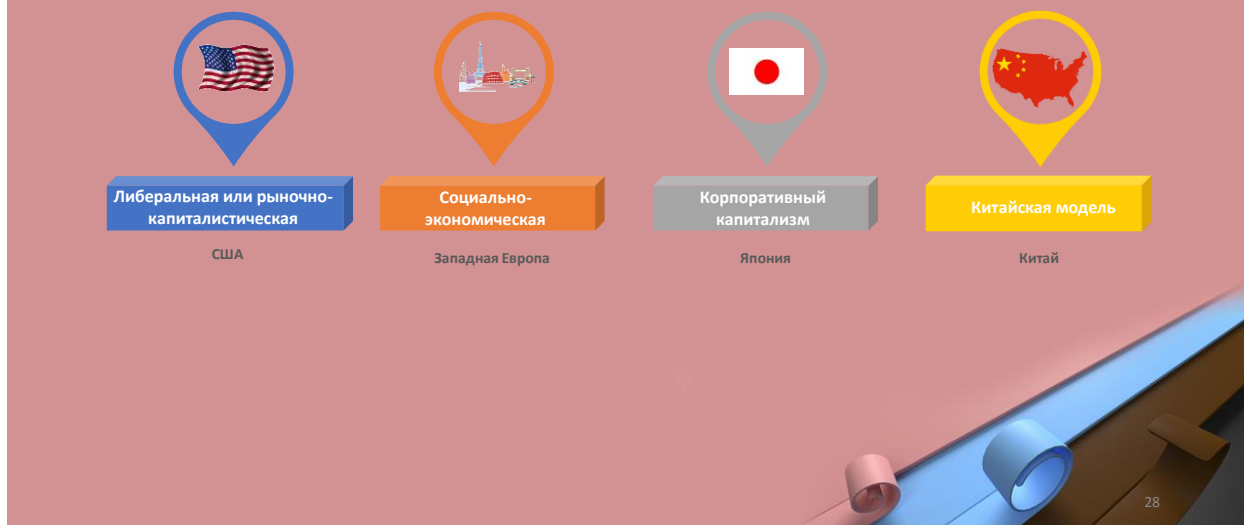 Либеральная или рыночно-
капиталистическая
Социально-
экономическая
Корпоративный
капитализм
Китайская модель
США
Западная Европа
Япония
Китай
28